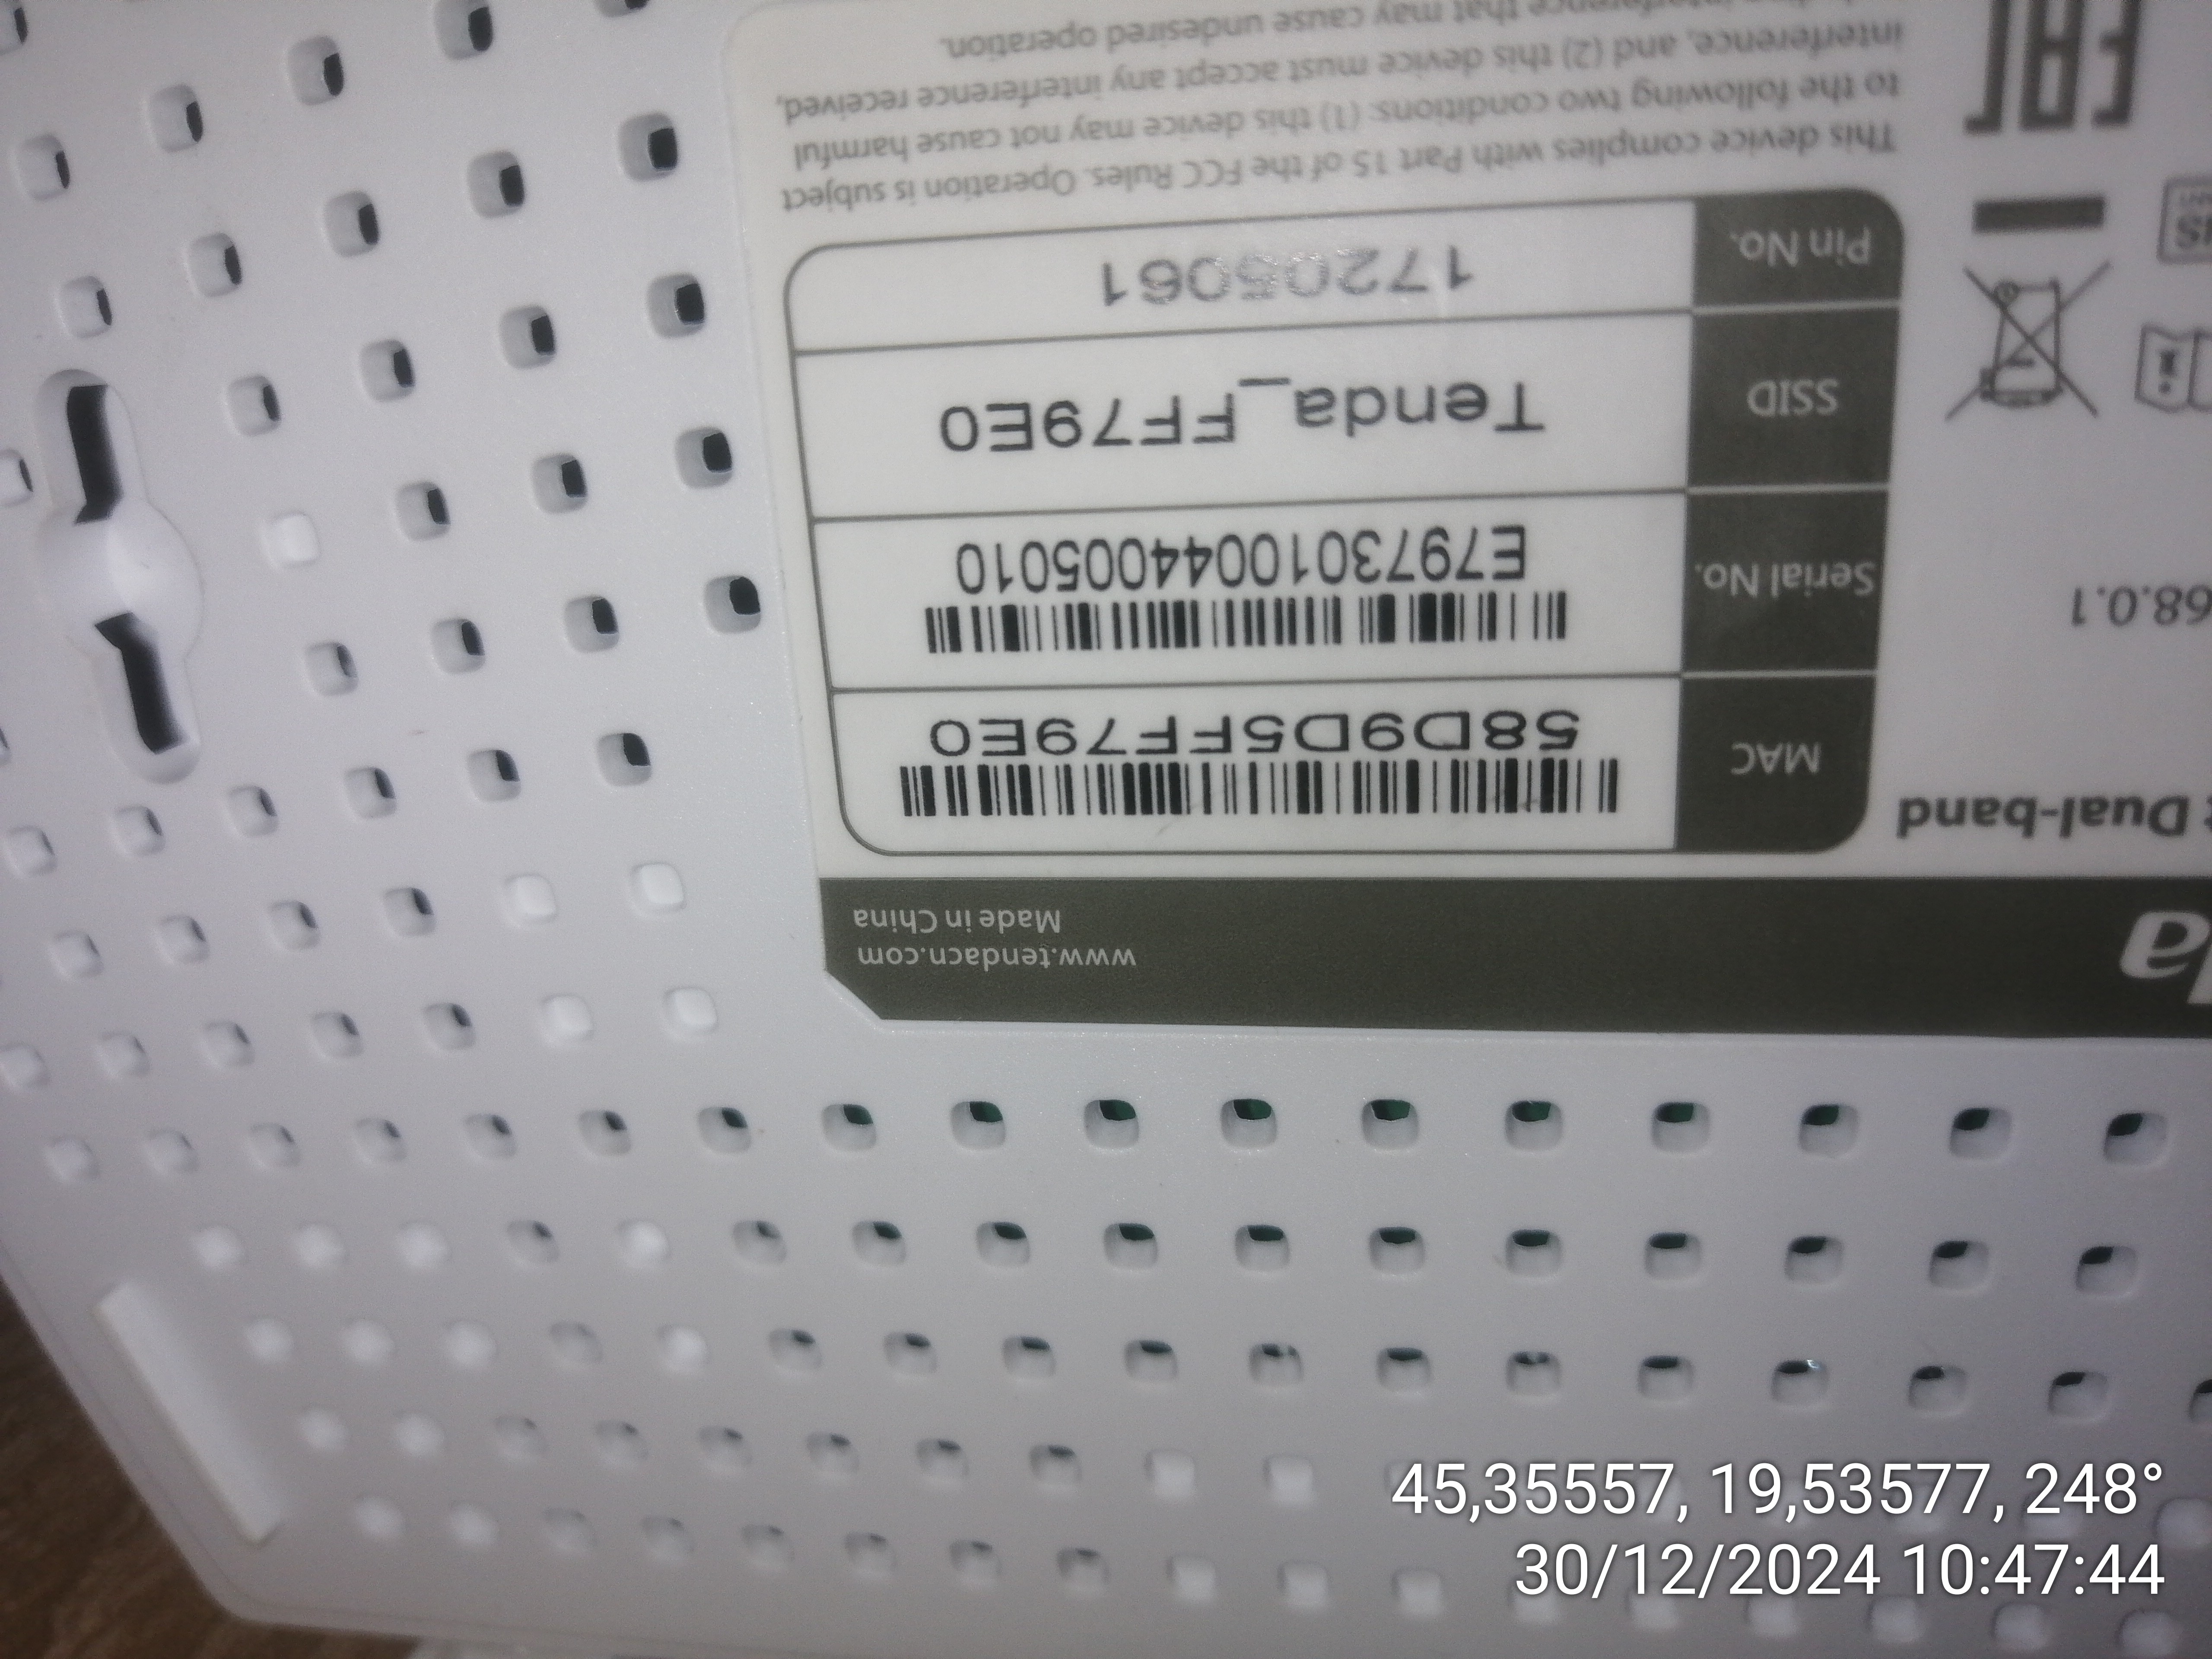 www.tendacn.com
Made in China
t Dual-band
68.0.1
MAC
58D9D5FF79E0
Serial No.
E7973010044005010
SSID
Tenda_FF79E0
Pin No.
17205061
This device complies with Part 15 of the FCC Rules. Operation is subject
to the following two conditions: (1) this device may not cause harmful
interference, and (2) this device must accept any interference received,
interference that may cause undesired operation.
EAC
45,35557, 19,53577, 248°
30/12/2024 10:47:44